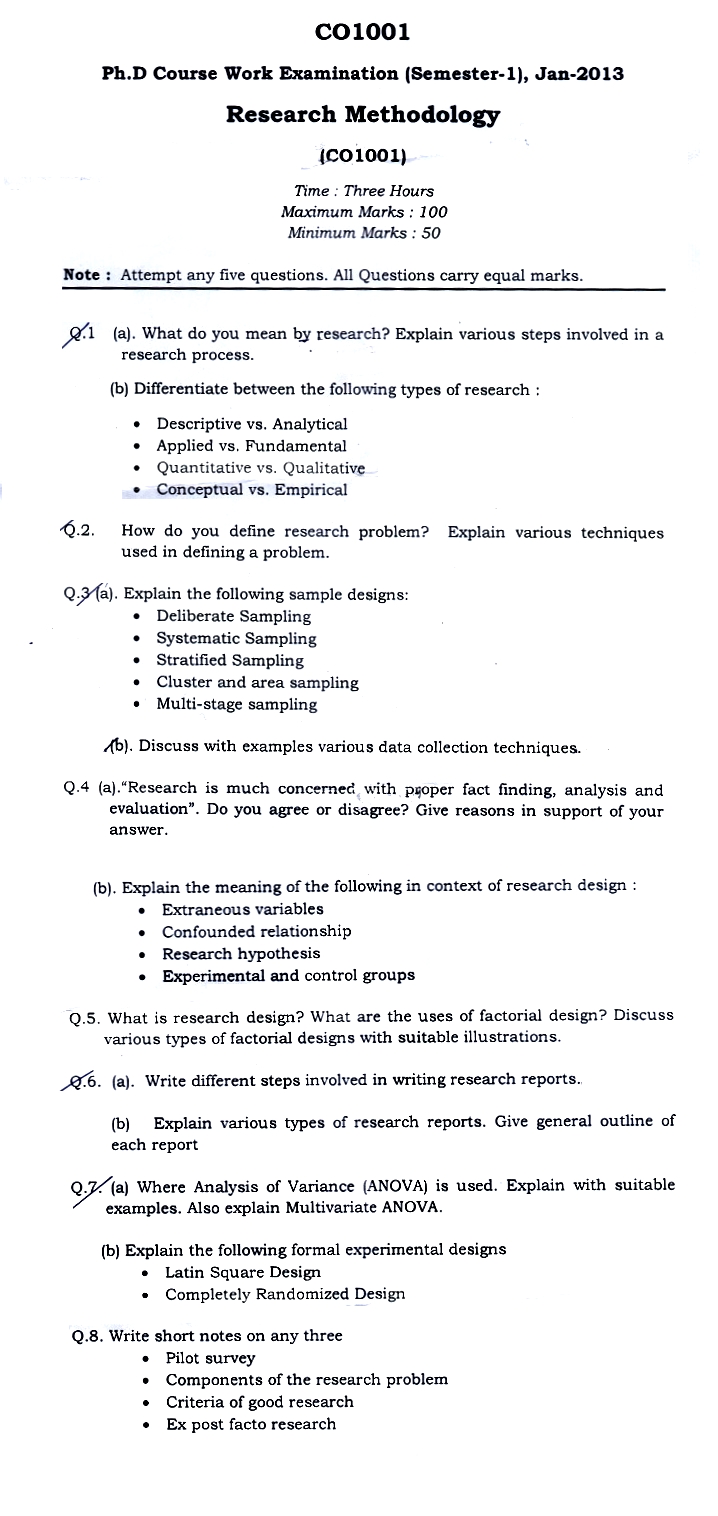 CO1001
Ph.D Course Work Examination (Semester-1), Jan-2013
Research Methodology
(CO1001)
Time : Three Hours
Maximum Marks : 100
Minimum Marks : 50
Note : Attempt any five questions. All Questions carry equal marks.
Q.1 (a). What do you mean by research? Explain various steps involved in a
research process.
(b) Differentiate between the following types of research :
• Descriptive vs. Analytical
• Applied vs. Fundamental
• Quantitative vs. Qualitative
• Conceptual vs. Empirical
Q.2. How do you define research problem? Explain various techniques
used in defining a problem.
Q.3 (a). Explain the following sample designs:
• Deliberate Sampling
• Systematic Sampling
• Stratified Sampling
• Cluster and area sampling
• Multi-stage sampling
(b). Discuss with examples various data collection techniques.
Q.4 (a)."Research is much concerned with proper fact finding, analysis and
evaluation". Do you agree or disagree? Give reasons in support of your
answer.
(b). Explain the meaning of the following in context of research design :
• Extraneous variables
• Confounded relationship
• Research hypothesis
• Experimental and control groups
Q.5. What is research design? What are the uses of factorial design? Discuss
various types of factorial designs with suitable illustrations.
Q.6. (a). Write different steps involved in writing research reports.
(b) Explain various types of research reports. Give general outline of
each report
Q.7. (a) Where Analysis of Variance (ANOVA) is used. Explain with suitable
examples. Also explain Multivariate ANOVA.
(b) Explain the following formal experimental designs
• Latin Square Design
• Completely Randomized Design
Q.8. Write short notes on any three
• Pilot survey
• Components of the research problem
• Criteria of good research
• Ex post facto research